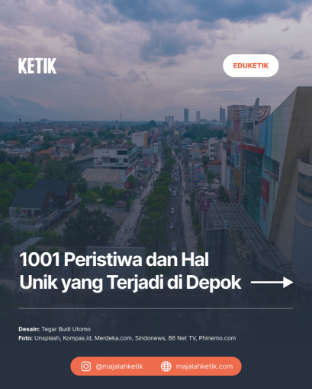 KETIK
EDUKETIK
1001 Peristiwa dan Hal
Unik yang Terjadi di Depok
Desain: Tegar Budi Utomo
Foto: Unsplash, Kompas.id, Merdeka.com, Sindonews, 86 Net TV, Phinemo.com
@majalahketik
majalahketik.com